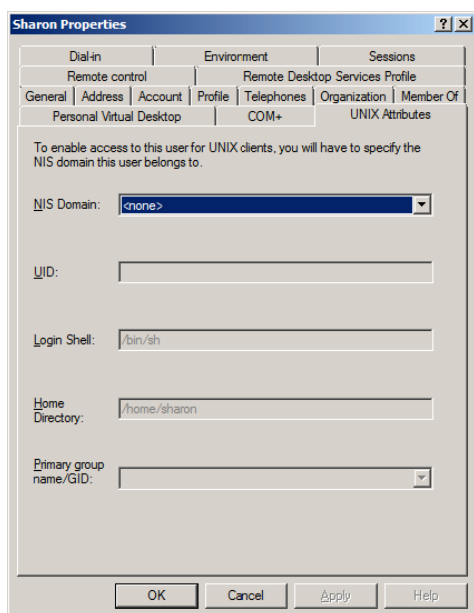 Sharon Properties
Dial-in Environment Sessions
Remote control Remote Desktop Services Profile
General Address Account Profile Telephones Organization Member Of
Personal Virtual Desktop COM+ UNIX Attributes
To enable access to this user for UNIX clients, you will have to specify the
NIS domain this user belongs to.
NIS Domain: <none>
UID:
Login Shell: /bin/sh
Home
Directory: /home/sharon
Primary group
name/GID:
OK Cancel Apply Help